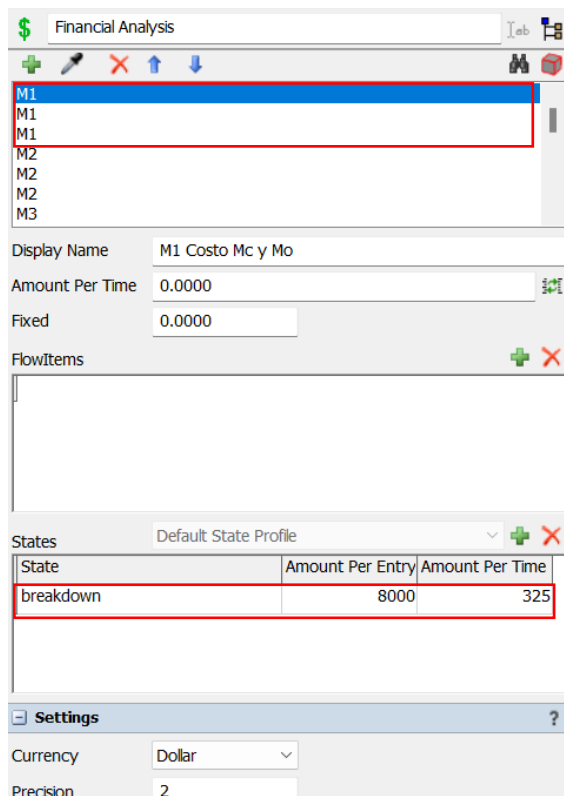 $ Financial Analysis ab
M1
M1
M1
M2
M2
M2
M3
Display Name M1 Costo Mc y Mo
Amount Per Time 0.0000
Fixed 0.0000
FlowItems
States Default State Profile
State Amount Per Entry Amount Per Time
breakdown 8000 325
Settings ?
Currency Dollar
Precision 2